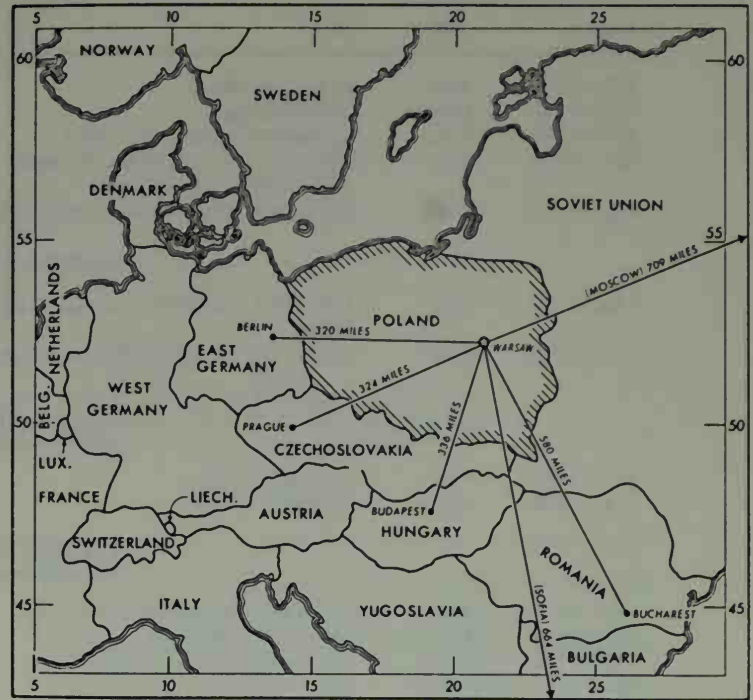 5 10 15 20 25
60 60
NORWAY
SWEDEN
DENMARK
SOVIET UNION
55 55
(MOSCOW) 709 MILES
NETHERLANDS
POLAND
BERLIN
320 MILES
WARSAW
EAST
GERMANY
324 MILES
WEST
GERMANY
BELG.
50 50
PRAGUE
336 MILES
580 MILES
CZECHOSLOVAKIA
LUX.
FRANCE
LIECH.
AUSTRIA
BUDAPEST
HUNGARY
SWITZERLAND
ROMANIA
45 45
ITALY
YUGOSLAVIA
(SOFIA) 664 MILES
BUCHAREST
BULGARIA
5 10 15 20 25